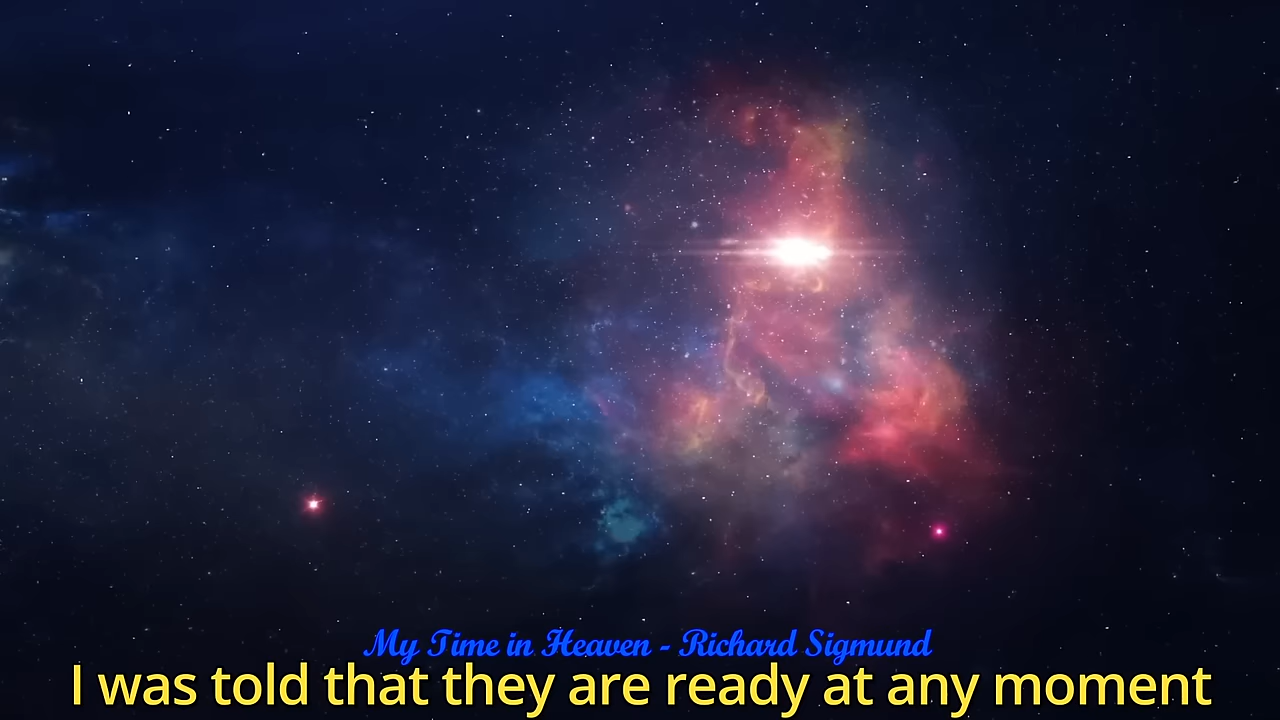 My Time in Heaven - Richard Sigmund
I was told that they are ready at any moment